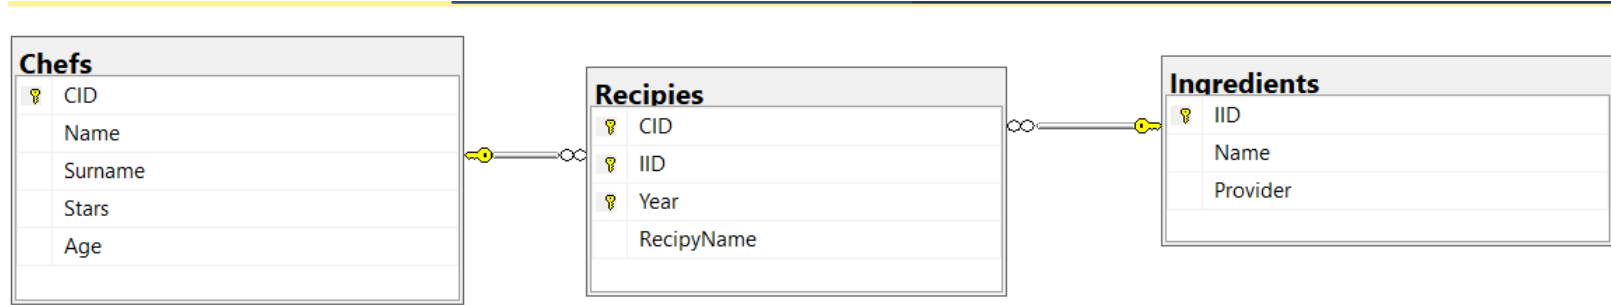 Chefs
CID
Name
Surname
Stars
Age
Recipies
CID
IID
Year
RecipyName
Ingredients
IID
Name
Provider